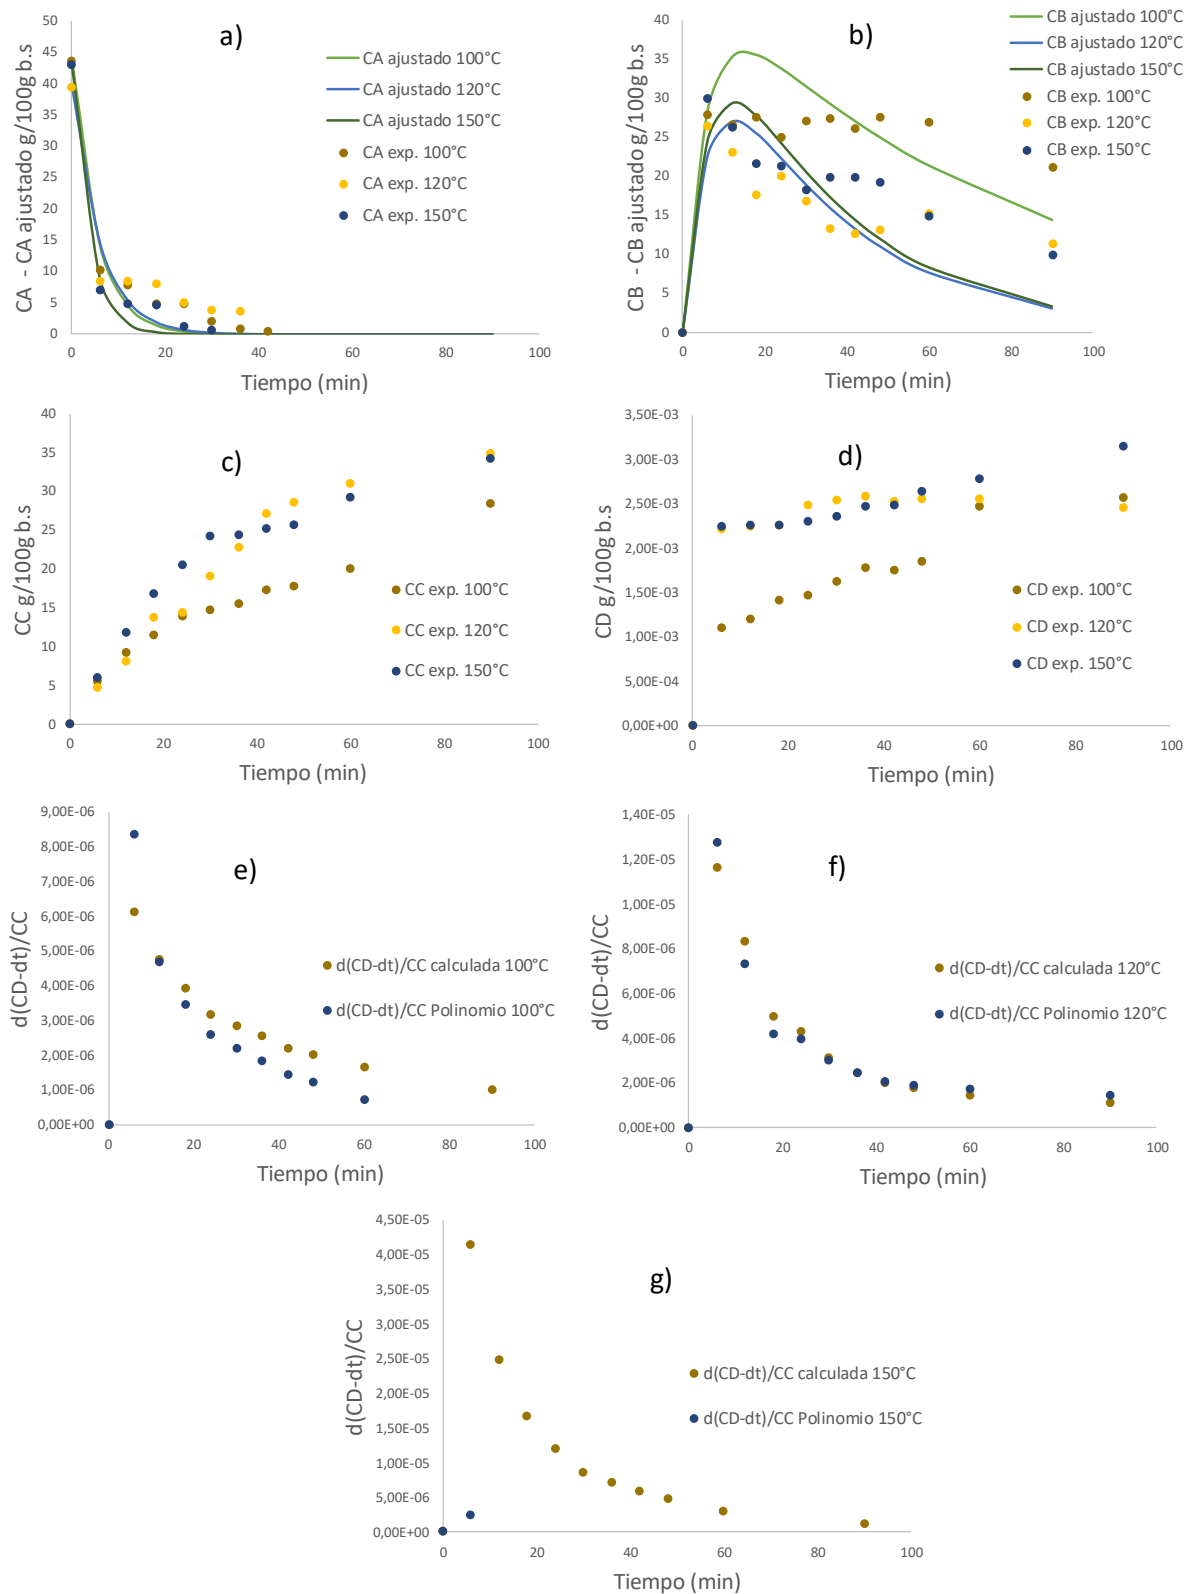 a)
CA - CA ajustado g/100g b.s
50
45
40
35
30
25
20
15
10
5
0
0
20
40
60
80
100
Tiempo (min)
CA ajustado 100°C
CA ajustado 120°C
CA ajustado 150°C
CA exp. 100°C
CA exp. 120°C
CA exp. 150°C
b)
CB - CB ajustado g/100g b.s
40
35
30
25
20
15
10
5
0
0
20
40
60
80
100
Tiempo (min)
CB ajustado 100°C
CB ajustado 120°C
CB ajustado 150°C
CB exp. 100°C
CB exp. 120°C
CB exp. 150°C
c)
CC g/100g b.s
40
35
30
25
20
15
10
5
0
0
20
40
60
80
100
Tiempo (min)
CC exp. 100°C
CC exp. 120°C
CC exp. 150°C
d)
CD g/100g b.s
3,50E-03
3,00E-03
2,50E-03
2,00E-03
1,50E-03
1,00E-03
5,00E-04
0,00E+00
0
20
40
60
80
100
Tiempo (min)
CD exp. 100°C
CD exp. 120°C
CD exp. 150°C
e)
d(CD-dt)/CC
9,00E-06
8,00E-06
7,00E-06
6,00E-06
5,00E-06
4,00E-06
3,00E-06
2,00E-06
1,00E-06
0,00E+00
0
20
40
60
80
100
Tiempo (min)
d(CD-dt)/CC calculada 100°C
d(CD-dt)/CC Polinomio 100°C
f)
d(CD-dt)/CC
1,40E-05
1,20E-05
1,00E-05
8,00E-06
6,00E-06
4,00E-06
2,00E-06
0,00E+00
0
20
40
60
80
100
Tiempo (min)
d(CD-dt)/CC calculada 120°C
d(CD-dt)/CC Polinomio 120°C
g)
d(CD-dt)/CC
4,50E-05
4,00E-05
3,50E-05
3,00E-05
2,50E-05
2,00E-05
1,50E-05
1,00E-05
5,00E-06
0,00E+00
0
20
40
60
80
100
Tiempo (min)
d(CD-dt)/CC calculada 150°C
d(CD-dt)/CC Polinomio 150°C